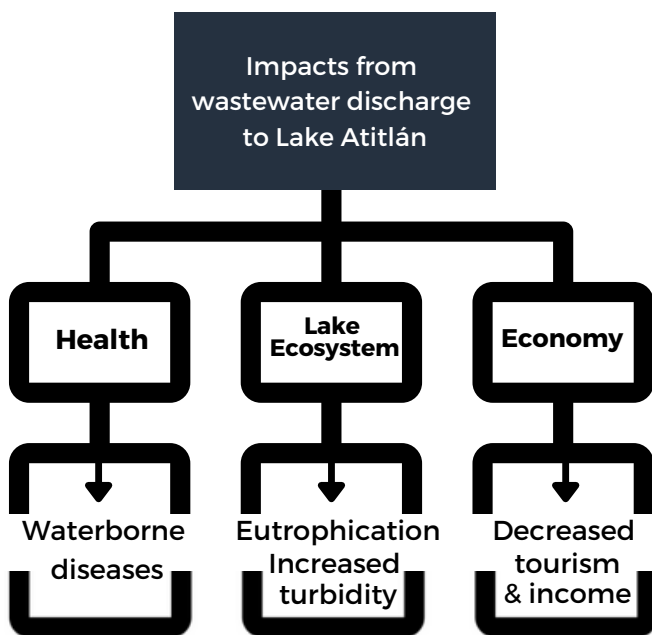 Impacts from
wastewater discharge
to Lake Atitlán
Health
Lake
Ecosystem
Economy
Waterborne
diseases
Eutrophication
Increased
turbidity
Decreased
tourism
& income